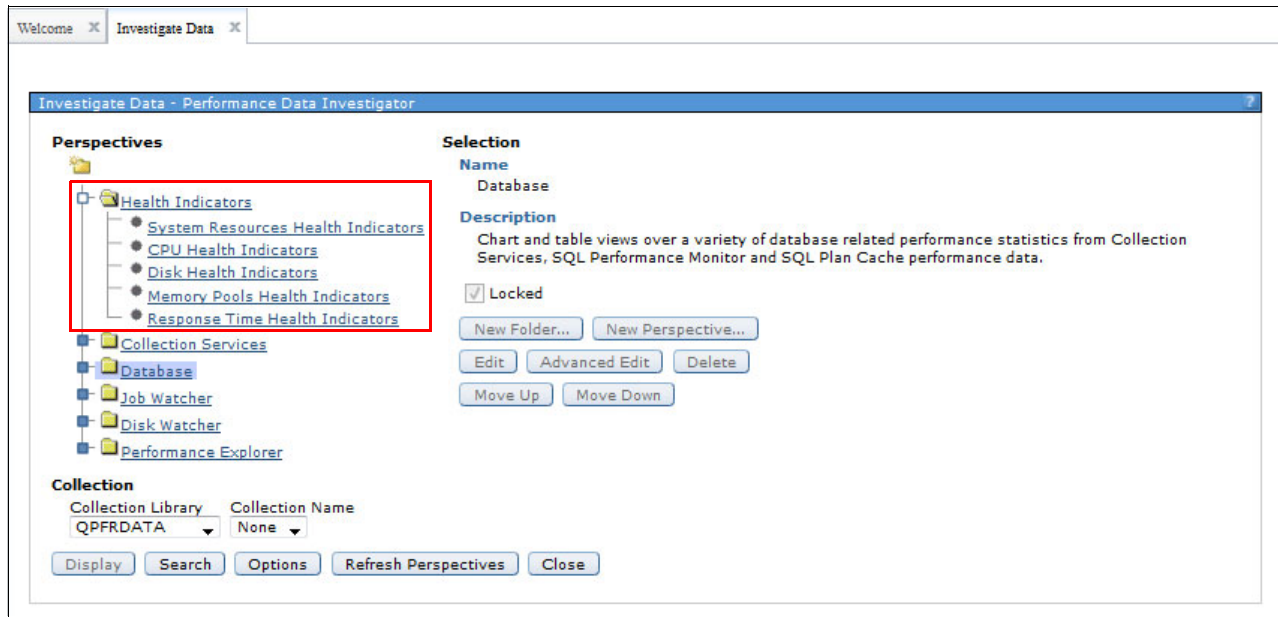 Welcome X Investigate Data X
Investigate Data - Performance Data Investigator ?
Perspectives
Health Indicators
System Resources Health Indicators
CPU Health Indicators
Disk Health Indicators
Memory Pools Health Indicators
Response Time Health Indicators
Collection Services
Database
Job Watcher
Disk Watcher
Performance Explorer
Selection
Name
Database
Description
Chart and table views over a variety of database related performance statistics from Collection
Services, SQL Performance Monitor and SQL Plan Cache performance data.
Locked
New Folder... New Perspective...
Edit Advanced Edit Delete
Move Up Move Down
Collection
Collection Library Collection Name
QPFRDATA None
Display Search Options Refresh Perspectives Close